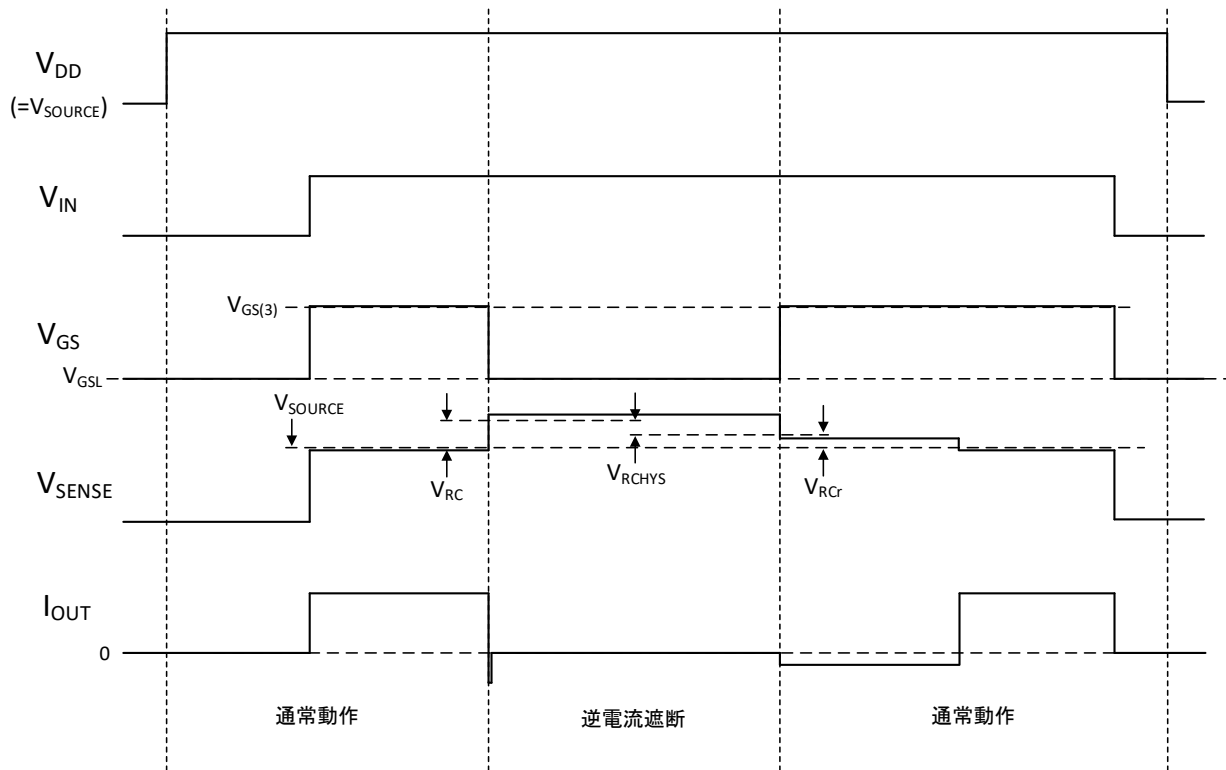 VDD
(=VSOURCE)
VIN
VGS(3)
VGS
VGSL
VSOURCE
VRC
VRCHYS
VRCr
VSENSE
IOUT
0
通常動作
逆電流遮断
通常動作